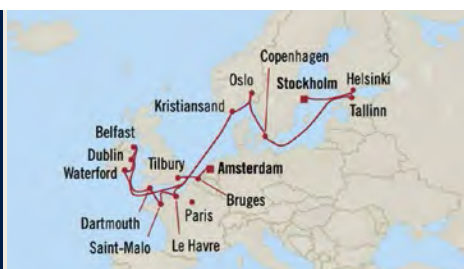 Copenhagen
Oslo
Stockholm
Helsinki
Kristiansand
Tallinn
Belfast
Dublin
Tilbury
Amsterdam
Waterford
Bruges
Paris
Dartmouth
Saint-Malo
Le Havre